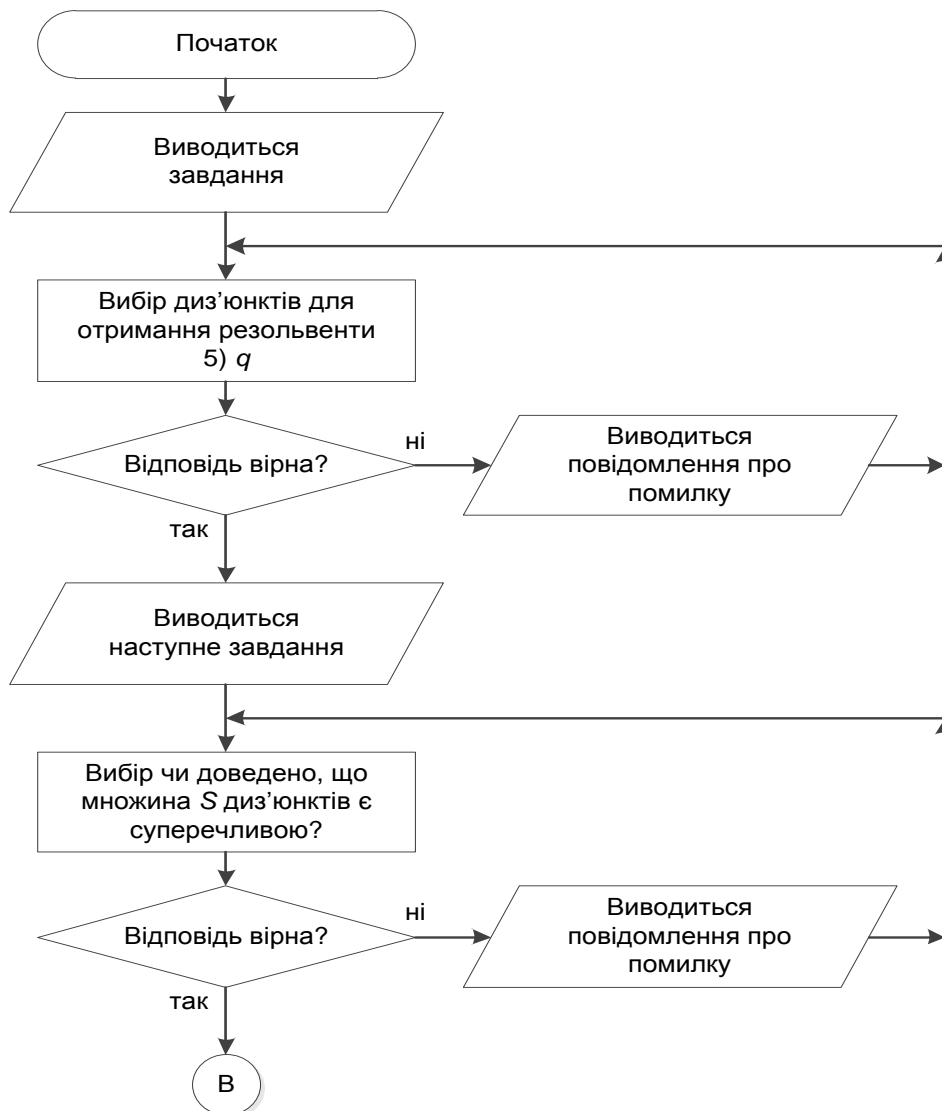 Початок
Виводиться
завдання
Вибір диз’юнктів для
отримання резольвенти
5) q
Відповідь вірна?
ні
Виводиться
повідомлення про
помилку
так
Виводиться
наступне завдання
Вибір чи доведено, що
множина S диз’юнктів є
суперечливою?
Відповідь вірна?
ні
Виводиться
повідомлення про
помилку
так
В